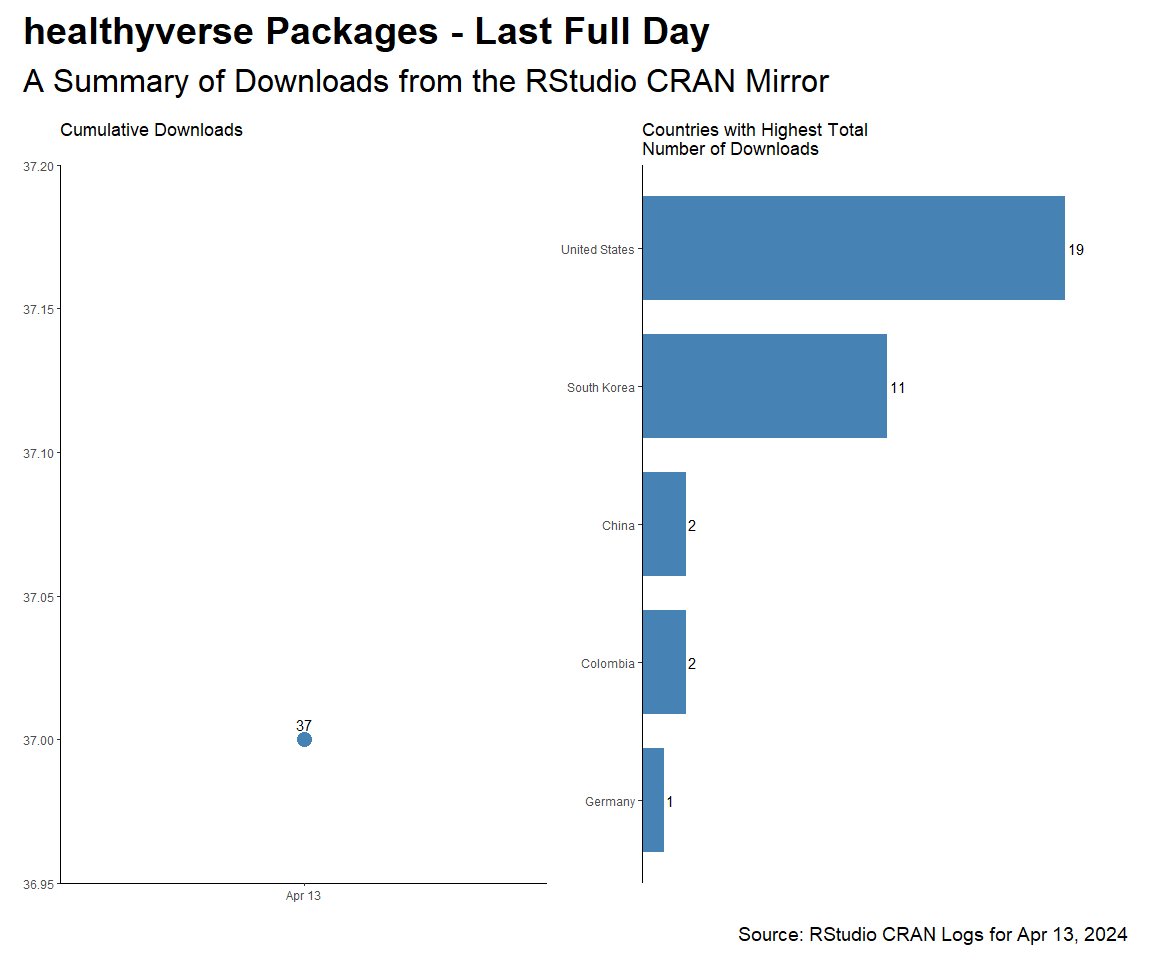 healthyverse Packages - Last Full Day
A Summary of Downloads from the RStudio CRAN Mirror
Cumulative Downloads
37.20
37.15
37.10
37.05
37.00
36.95
37
Apr 13
Countries with Highest Total
Number of Downloads
United States
19
South Korea
11
China
2
Colombia
2
Germany
1
Source: RStudio CRAN Logs for Apr 13, 2024